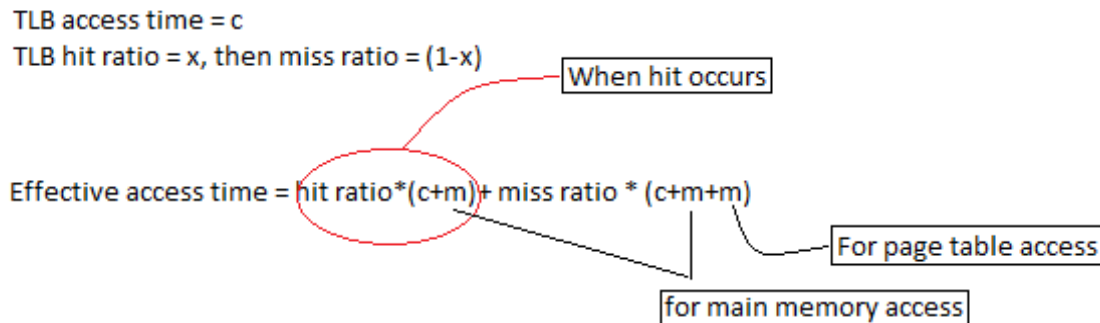 TLB access time = c
TLB hit ratio = x, then miss ratio = (1-x)
When hit occurs
Effective access time = hit ratio*(c+m)+ miss ratio * (c+m+m)
For page table access
for main memory access